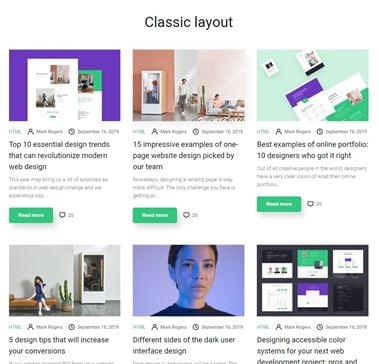 Classic layout
HTML Mark Rogers September 16, 2019
Top 10 essential design trends
that can revolutionize modern
web design
This year may bring us a lot of surprises as
standards in web design change and we
experience lots...
Read more 25
HTML Mark Rogers September 16, 2019
15 impressive examples of one-
page website design picked by
our team
Nowadays, designing a landing page is way
more difficult. The only challenge you face is
getting an all...
Read more 25
HTML Mark Rogers September 16, 2019
Best examples of online portfolio:
10 designers who got it right
Out of all creative people in the world, designers
have a very clear vision of what their online
portfolio...
Read more 25
HTML Mark Rogers September 16, 2019
5 design tips that will increase
your conversions
HTML Mark Rogers September 16, 2019
Different sides of the dark user
interface design
HTML Mark Rogers September 16, 2019
Designing accessible color
systems for your next web
development project: pros and